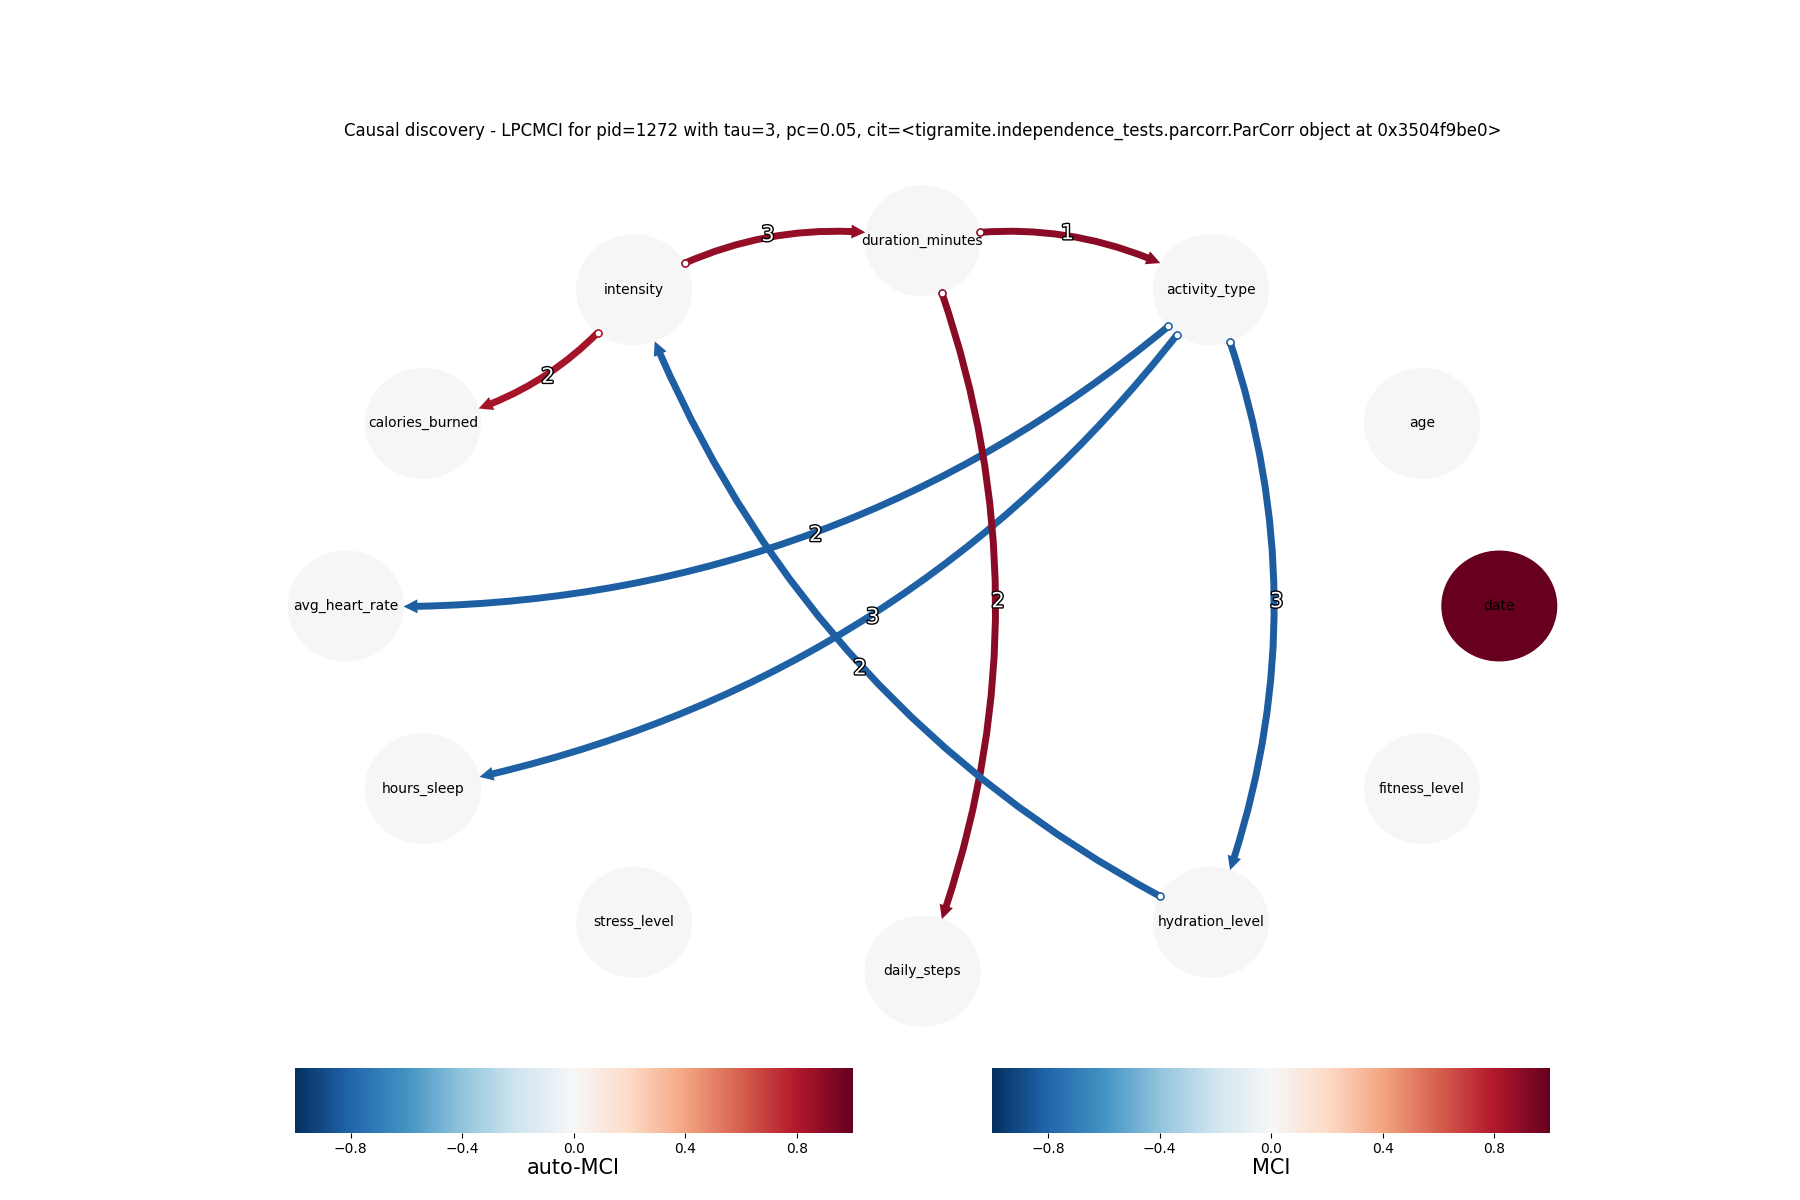 Causal discovery - LPCMCI for pid=1272 with tau=3, pc=0.05, cit=<tigramite.independence_tests.parcorr.ParCorr object at 0x3504f9be0>
3
duration_minutes
1
intensity
activity_type
2
calories_burned
age
2
avg_heart_rate
3
2
3
date
2
hours_sleep
fitness_level
stress_level
daily_steps
hydration_level
−0.8 −0.4 0.0 0.4 0.8
auto-MCI
−0.8 −0.4 0.0 0.4 0.8
MCI